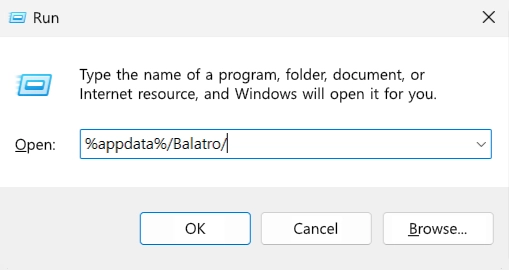 Run
Type the name of a program, folder, document, or
Internet resource, and Windows will open it for you.
Open: %appdata%/Balatro/
OK Cancel Browse...